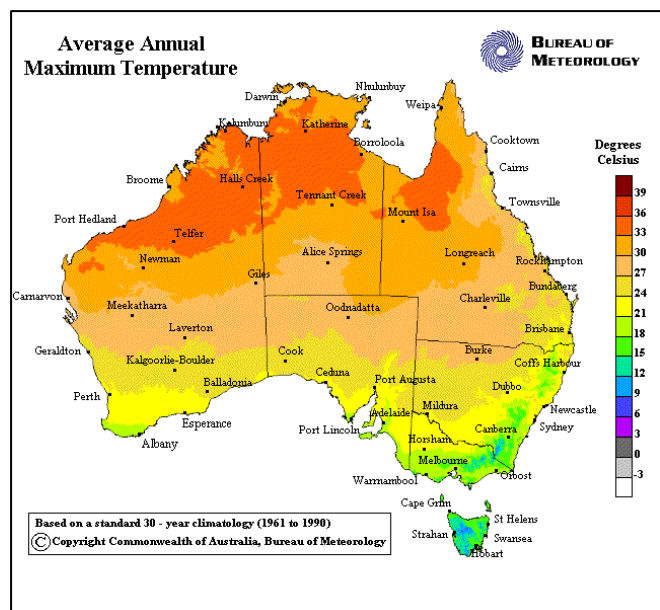 Average Annual
Maximum Temperature
BUREAU OF
METEOROLOGY
Darwin
Nhulunbuy
Weipa
Kalumburu
Katherine
Cooktown
Borroloola
Degrees
Celsius
Cairns
Broome
Halls Creek
39
Tennant Creek
Townsville
36
Port Hedland
Mount Isa
33
Telfer
30
Newman
Alice Springs
Longreach
Rockhampton
27
Giles
Bundaberg
24
Carnarvon
Meekatharra
Oodnadatta
Charleville
21
Laverton
Brisbane
18
Geraldton
Cook
Burke
Coffs Harbour
15
Kalgoorlie-Boulder
Ceduna
Port Augusta
12
Perth
Balladonia
Dubbo
9
Mildura
Newcastle
6
Esperance
Port Lincoln
Adelaide
Sydney
3
Albany
Horsham
Canberra
0
Melbourne
-3
Warrnambool
Orbost
Cape Grim
Based on a standard 30 - year climatology (1961 to 1990)
St Helens
© Copyright Commonwealth of Australia, Bureau of Meteorology
Strahan
Swansea
Hobart